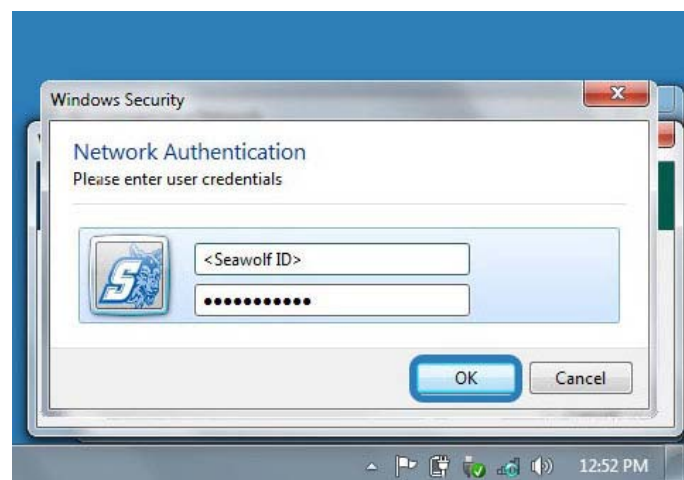 Windows Security
Network Authentication
Please enter user credentials
S
<Seawolf ID>
•••••••••••
OK
Cancel
12:52 PM